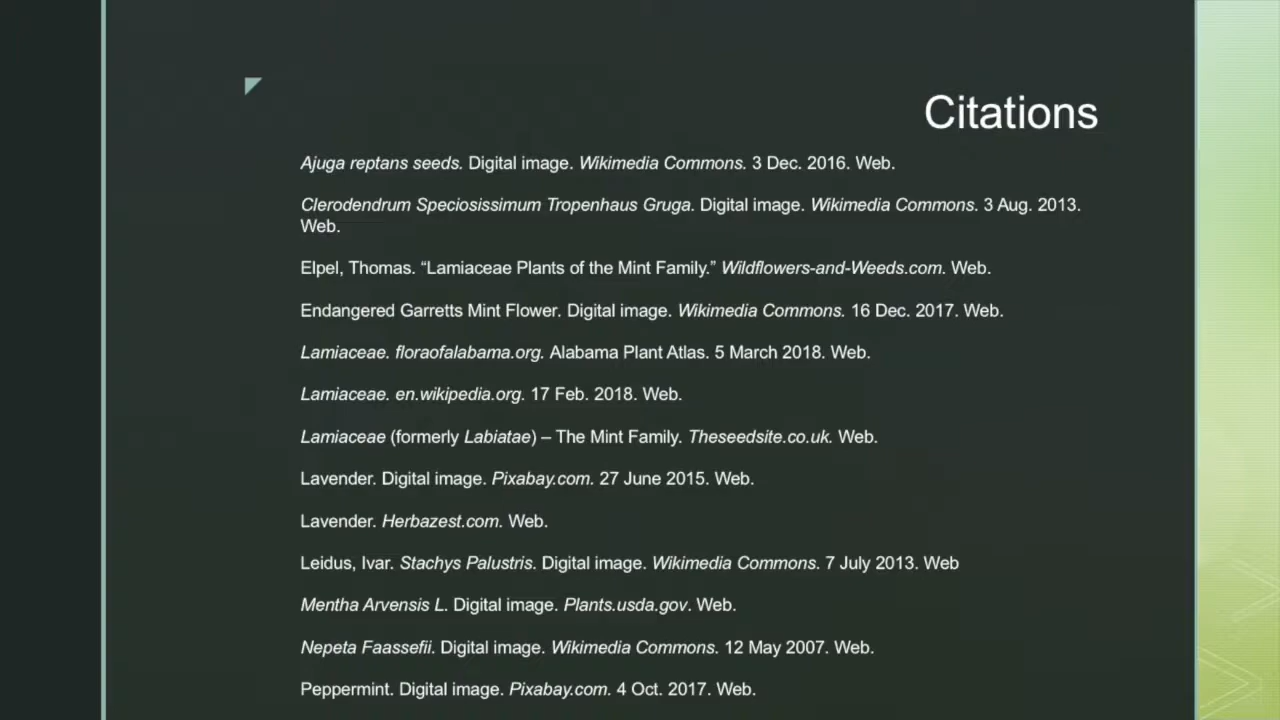 Citations
Ajuga reptans seeds. Digital image. Wikimedia Commons. 3 Dec. 2016. Web.
Clerodendrum Speciosissimum Tropenhaus Gruga. Digital image. Wikimedia Commons. 3 Aug. 2013.
Web.
Elpel, Thomas. “Lamiaceae Plants of the Mint Family.” Wildflowers-and-Weeds.com. Web.
Endangered Garretts Mint Flower. Digital image. Wikimedia Commons. 16 Dec. 2017. Web.
Lamiaceae. floraofalabama.org. Alabama Plant Atlas. 5 March 2018. Web.
Lamiaceae. en.wikipedia.org. 17 Feb. 2018. Web.
Lamiaceae (formerly Labiatae) – The Mint Family. Theseedsite.co.uk. Web.
Lavender. Digital image. Pixabay.com. 27 June 2015. Web.
Lavender. Herbazest.com. Web.
Leidus, Ivar. Stachys Palustris. Digital image. Wikimedia Commons. 7 July 2013. Web
Mentha Arvensis L. Digital image. Plants.usda.gov. Web.
Nepeta Faassefii. Digital image. Wikimedia Commons. 12 May 2007. Web.
Peppermint. Digital image. Pixabay.com. 4 Oct. 2017. Web.